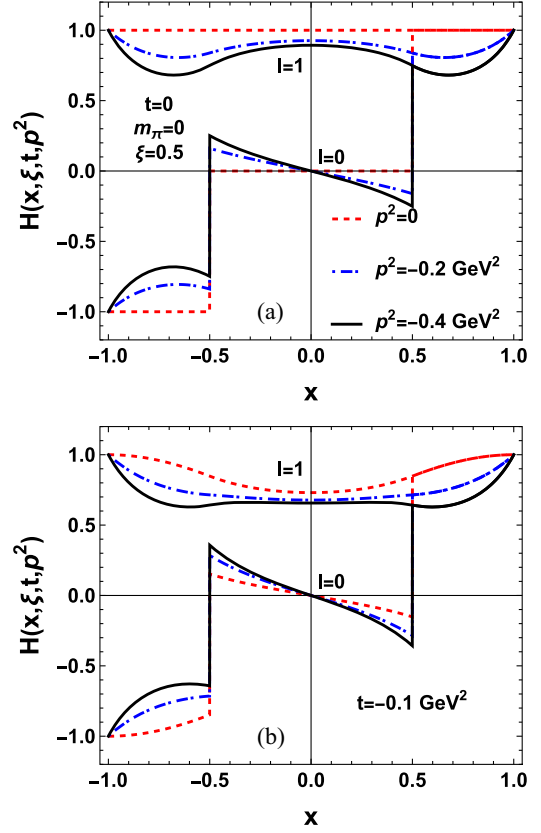 1.0
I=1
0.5
t=0
mπ=0
ξ=0.5
I=0
0.0
p²=0
-0.5
p²=-0.2 GeV²
-1.0
(a)
p²=-0.4 GeV²
-1.0 -0.5 0.0 0.5 1.0
x
H(x,ξ,t,p²)
1.0
I=1
0.5
I=0
0.0
-0.5
t=-0.1 GeV²
-1.0
(b)
-1.0 -0.5 0.0 0.5 1.0
x
H(x,ξ,t,p²)